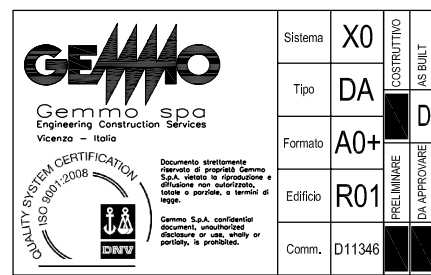 GEMMO
Gemmo spa
Engineering Construction Services
Vicenza – Italia
QUALITY SYSTEM CERTIFICATION
ISO 9001:2008
DNV
Documento strettamente
riservato di proprietà Gemmo
S.p.A. vietata la riproduzione e
diffusione non autorizzata,
totale o parziale, a termini di
legge.
Gemmo S.p.A. confidential
document, unauthorized
disclosure or use, wholly or
partially, is prohibited.
Sistema X0
Tipo DA
Formato A0+
Edificio R01
Comm. D11346
COSTRUTTIVO
AS BUILT
D
PRELIMINARE
DA APPROVARE